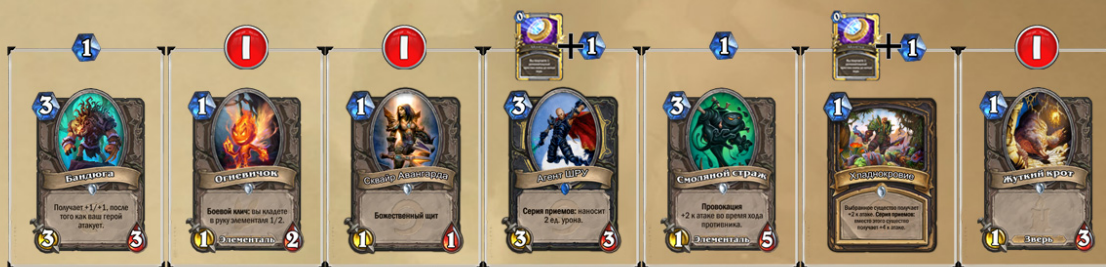 1
I
I
0
+
1
1
0
+
1
I
3
Бандюга
Получает +1/+1, после
того как ваш герой
атакует.
3
3
1
Огневичок
Боевой клич: вы кладете
в руку элементаля 1/2.
1
Элементаль
2
1
Сквайр Авангарда
Божественный щит
1
1
3
Агент ШРУ
Серия приемов: наносит
2 ед. урона.
3
3
3
Смоляной страж
Провокация
+2 к атаке во время хода
противника.
1
Элементаль
5
1
Хладнокровие
Выбранное существо получает
+2 к атаке. Серия приемов:
вместо этого существо
получает +4 к атаке.
1
Жуткий крот
1
Зверь
3